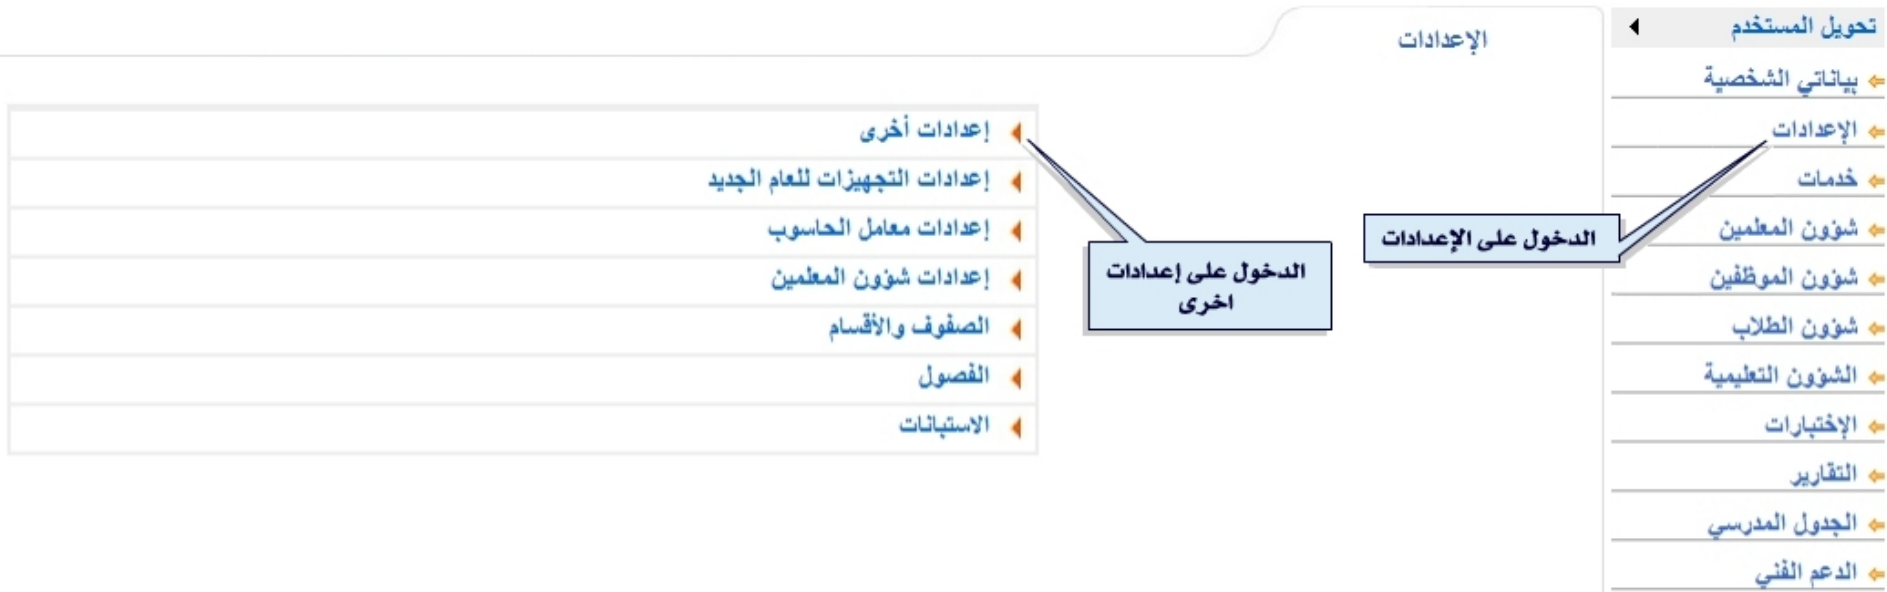 تحويل المستخدم
بياناتي الشخصية
الإعدادات
خدمات
شؤون المعلمين
شؤون الموظفين
شؤون الطلاب
الشؤون التعليمية
الإختبارات
التقارير
الجدول المدرسي
الدعم الفني
الإعدادات
الدخول على الإعدادات
إعدادات أخرى
إعدادات التجهيزات للعام الجديد
إعدادات معامل الحاسوب
إعدادات شؤون المعلمين
الصفوف والأقسام
الفصول
الاستبانات
الدخول على إعدادات
اخرى